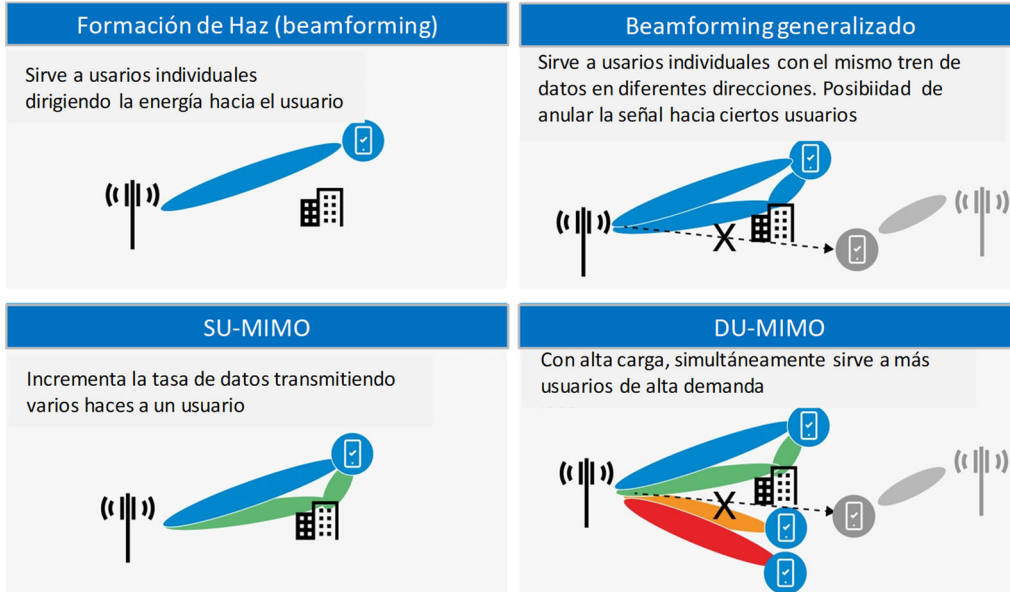 Formación de Haz (beamforming)
Sirve a usarios individuales
dirigiendo la energía hacia el usuario
Beamforming generalizado
Sirve a usarios individuales con el mismo tren de
datos en diferentes direcciones. Posibiidad de
anular la señal hacia ciertos usuarios
X
SU-MIMO
Incrementa la tasa de datos transmitiendo
varios haces a un usuario
DU-MIMO
Con alta carga, simultáneamente sirve a más
usuarios de alta demanda
X